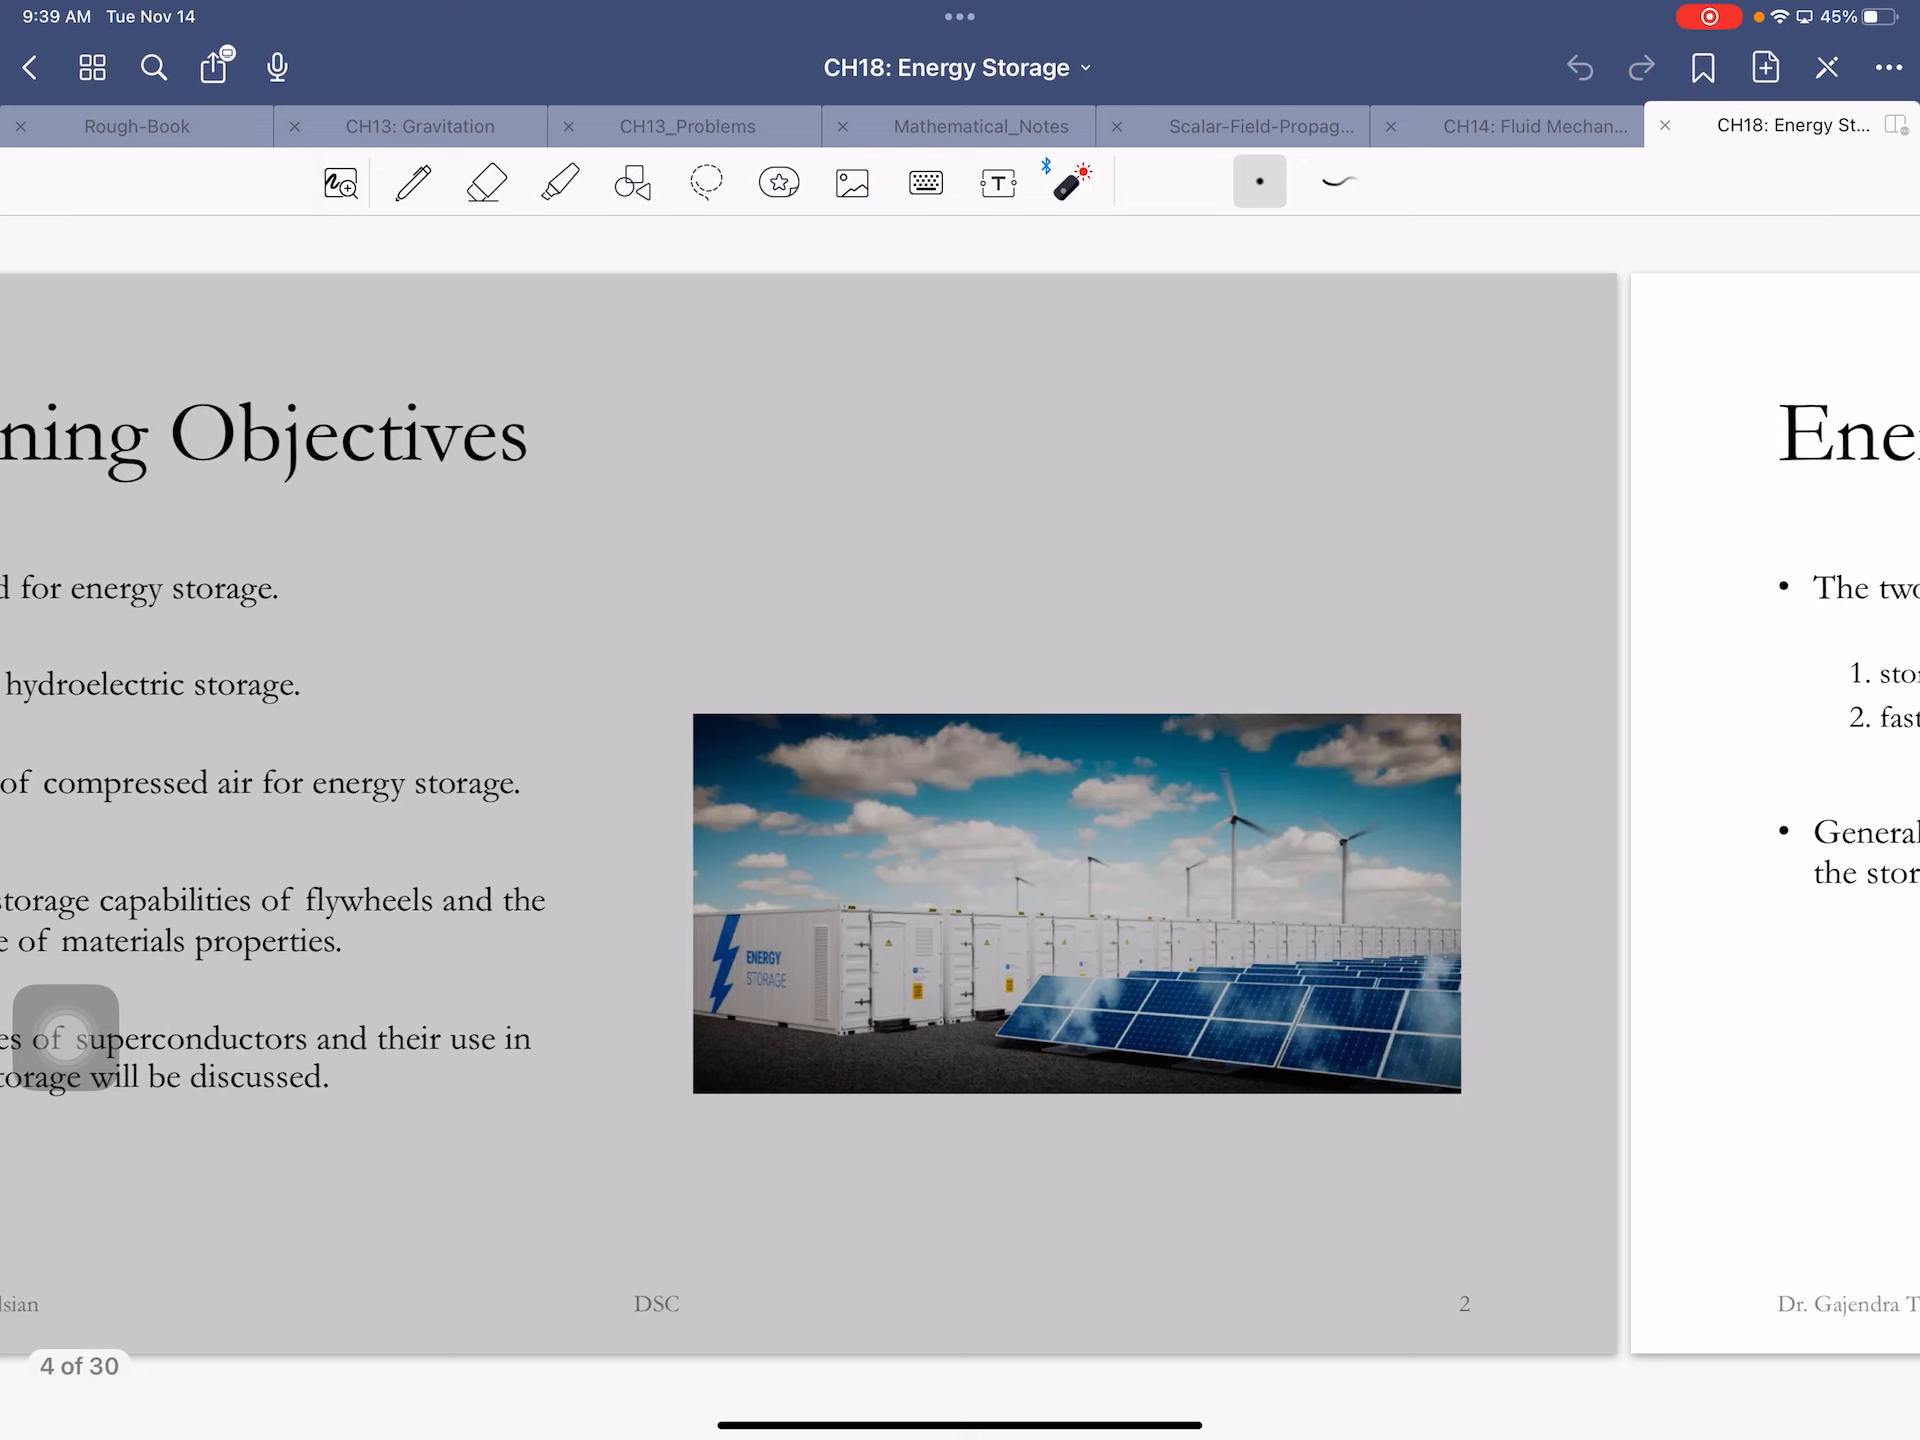 9:39 AM Tue Nov 14
45%
CH18: Energy Storage
Rough-Book
CH13: Gravitation
CH13_Problems
Mathematical_Notes
Scalar-Field-Propag...
CH14: Fluid Mechan...
CH18: Energy St...
ning Objectives
d for energy storage.
hydroelectric storage.
of compressed air for energy storage.
storage capabilities of flywheels and the
e of materials properties.
es of superconductors and their use in
torage will be discussed.
ENERGY
STORAGE
lsian
DSC
2
Ene
• The two
1. stor
2. fast
• General
the stor
Dr. Gajendra T
4 of 30